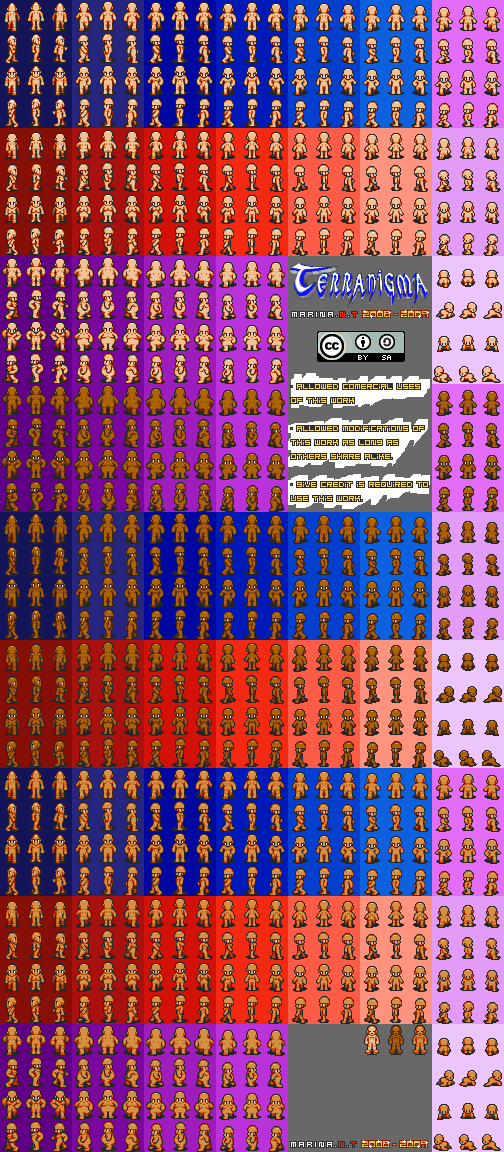 TERRANIGMA
MARINA.N.T 2008-2009
CC
BY SA
· ALLOWED COMERCIAL USES
OF THIS WORK
· ALLOWED MODIFICATIONS OF
THIS WORK AS LONG AS
OTHERS SHARE ALIKE.
· GIVE CREDIT IS REQUIRED TO
USE THIS WORK.
MARINA.N.T 2008-2009